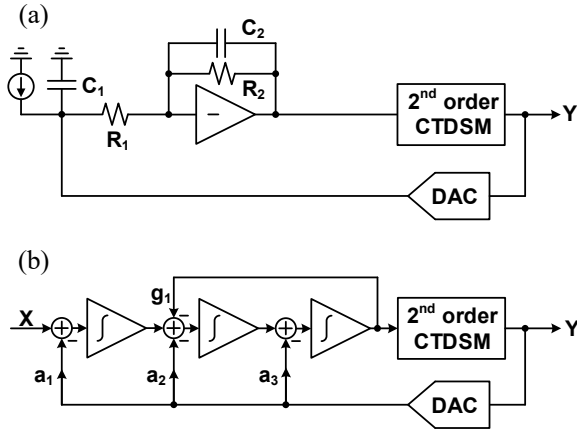 (a)
C₂
C₁
R₂
R₁
−
2ⁿᵈ order
CTDSM
Y
DAC
(b)
g₁
X
∫
∫
∫
2ⁿᵈ order
CTDSM
Y
a₁
a₂
a₃
DAC